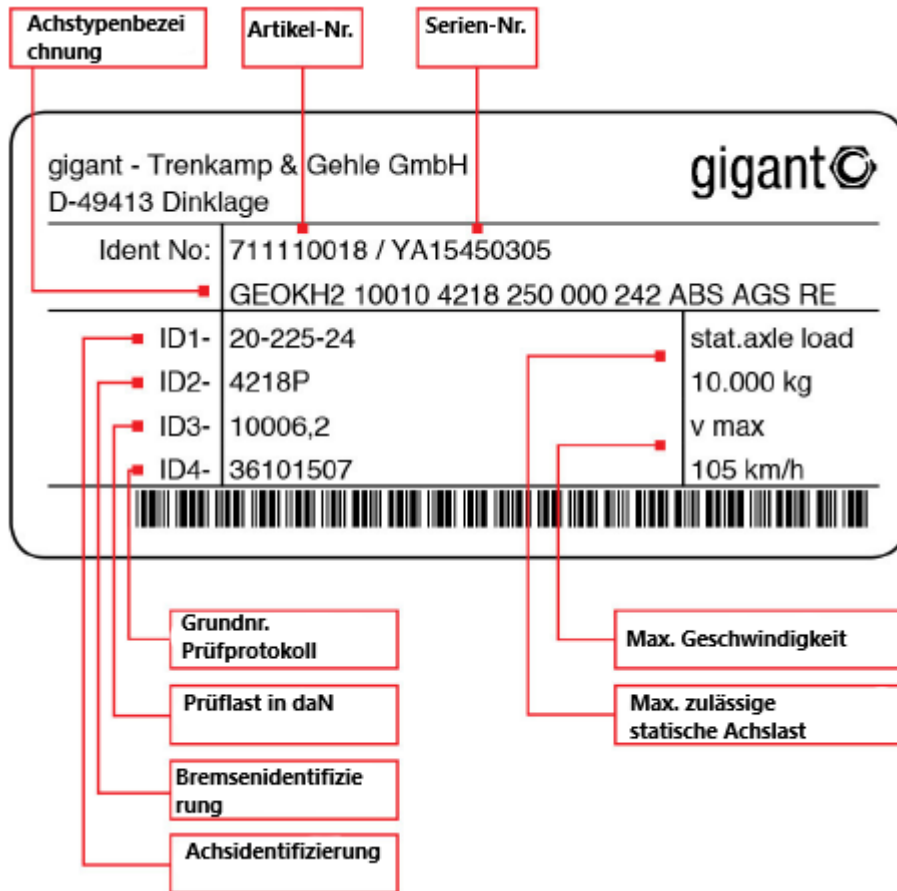 Achstypenbezei
chnung
Artikel-Nr.
Serien-Nr.
gigant - Trenkamp & Gehle GmbH
D-49413 Dinklage
gigant
Ident No: 711110018 / YA15450305
GEOKH2 10010 4218 250 000 242 ABS AGS RE
ID1- 20-225-24 stat.axle load
ID2- 4218P 10.000 kg
ID3- 10006,2 v max
ID4- 36101507 105 km/h
Grundnr.
Prüfprotokoll
Max. Geschwindigkeit
Prüflast in daN
Max. zulässige
statische Achslast
Bremsenidentifizie
rung
Achsidentifizierung